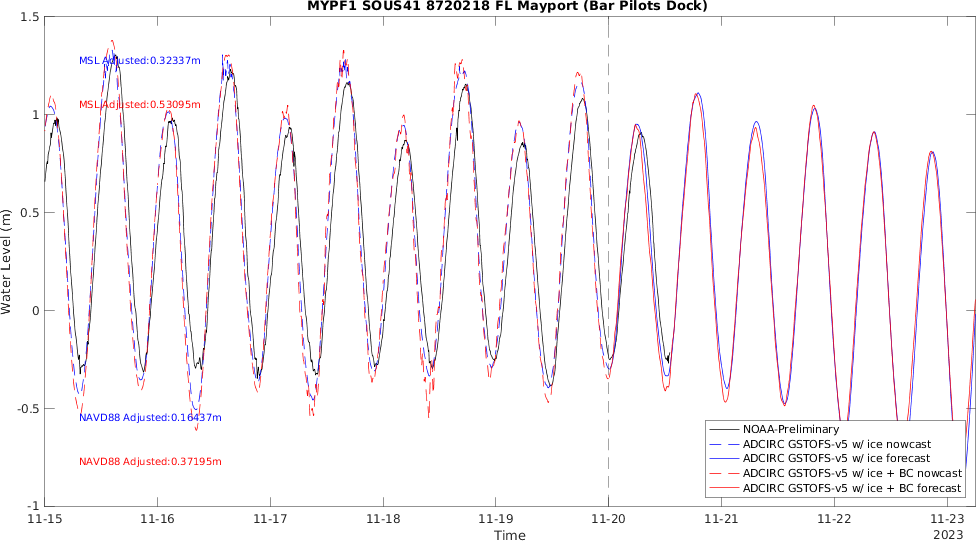 MYPF1 SOUS41 8720218 FL Mayport (Bar Pilots Dock)
1.5
1
0.5
0
-0.5
-1
Water Level (m)
MSL Adjusted:0.32337m
MSL Adjusted:0.53095m
NAVD88 Adjusted:0.16437m
NAVD88 Adjusted:0.37195m
NOAA-Preliminary
ADCIRC GSTOFS-v5 w/ ice nowcast
ADCIRC GSTOFS-v5 w/ ice forecast
ADCIRC GSTOFS-v5 w/ ice + BC nowcast
ADCIRC GSTOFS-v5 w/ ice + BC forecast
11-15 11-16 11-17 11-18 11-19 11-20 11-21 11-22 11-23
Time
2023